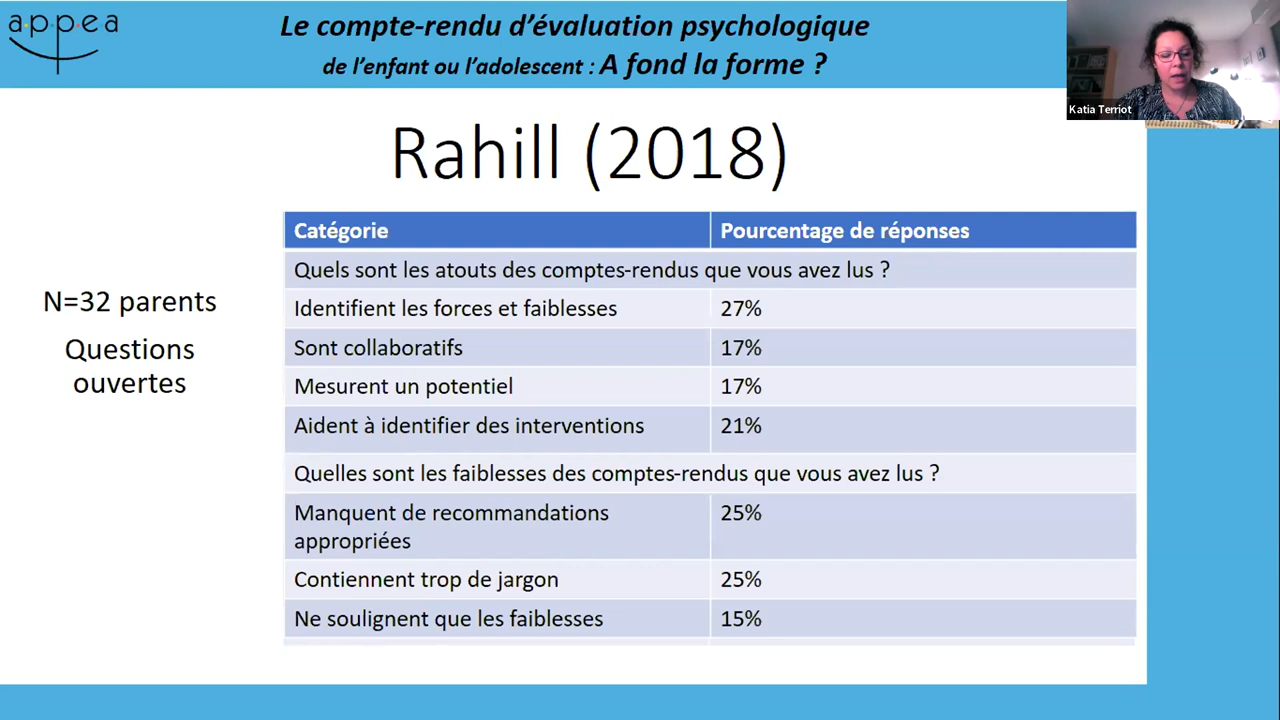 appea
Le compte-rendu d'évaluation psychologique
de l'enfant ou l'adolescent : A fond la forme ?
Katia Terriot
Rahill (2018)
N=32 parents
Questions
ouvertes
Catégorie Pourcentage de réponses
Quels sont les atouts des comptes-rendus que vous avez lus ?
Identifient les forces et faiblesses 27%
Sont collaboratifs 17%
Mesurent un potentiel 17%
Aident à identifier des interventions 21%
Quelles sont les faiblesses des comptes-rendus que vous avez lus ?
Manquent de recommandations 25%
appropriées
Contiennent trop de jargon 25%
Ne soulignent que les faiblesses 15%